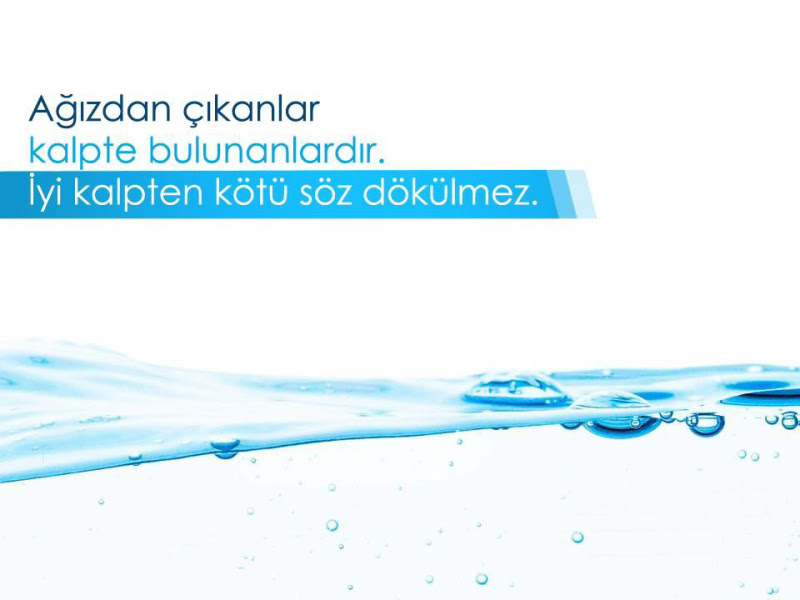 Ağızdan çıkanlar
kalpte bulunanlardır.
İyi kalpten kötü söz dökülmez.